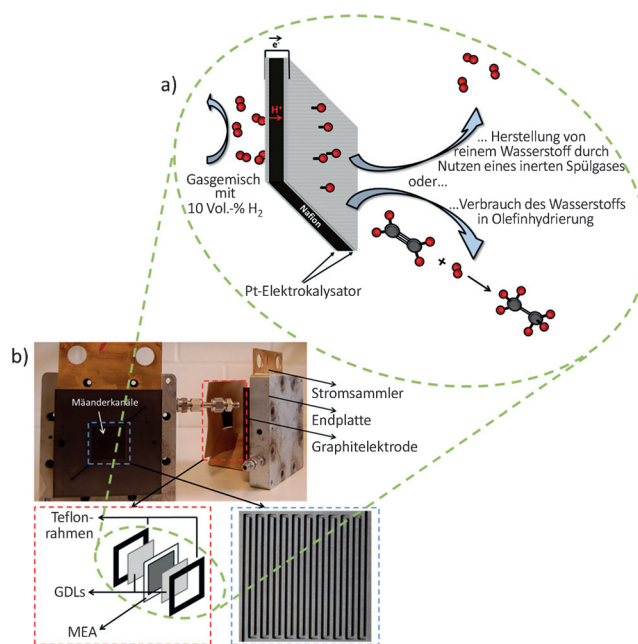 a)
e⁻
H⁺
Gasgemisch
mit
10 Vol.-% H₂
Nafion
Pt-Elektrokalysator
... Herstellung von
reinem Wasserstoff durch
Nutzen eines inerten Spülgases
oder...
...Verbrauch des Wasserstoffs
in Olefinhydrierung
+
b)
Mäanderkanäle
Stromsammler
Endplatte
Graphitelektrode
Teflon-
rahmen
GDLs
MEA